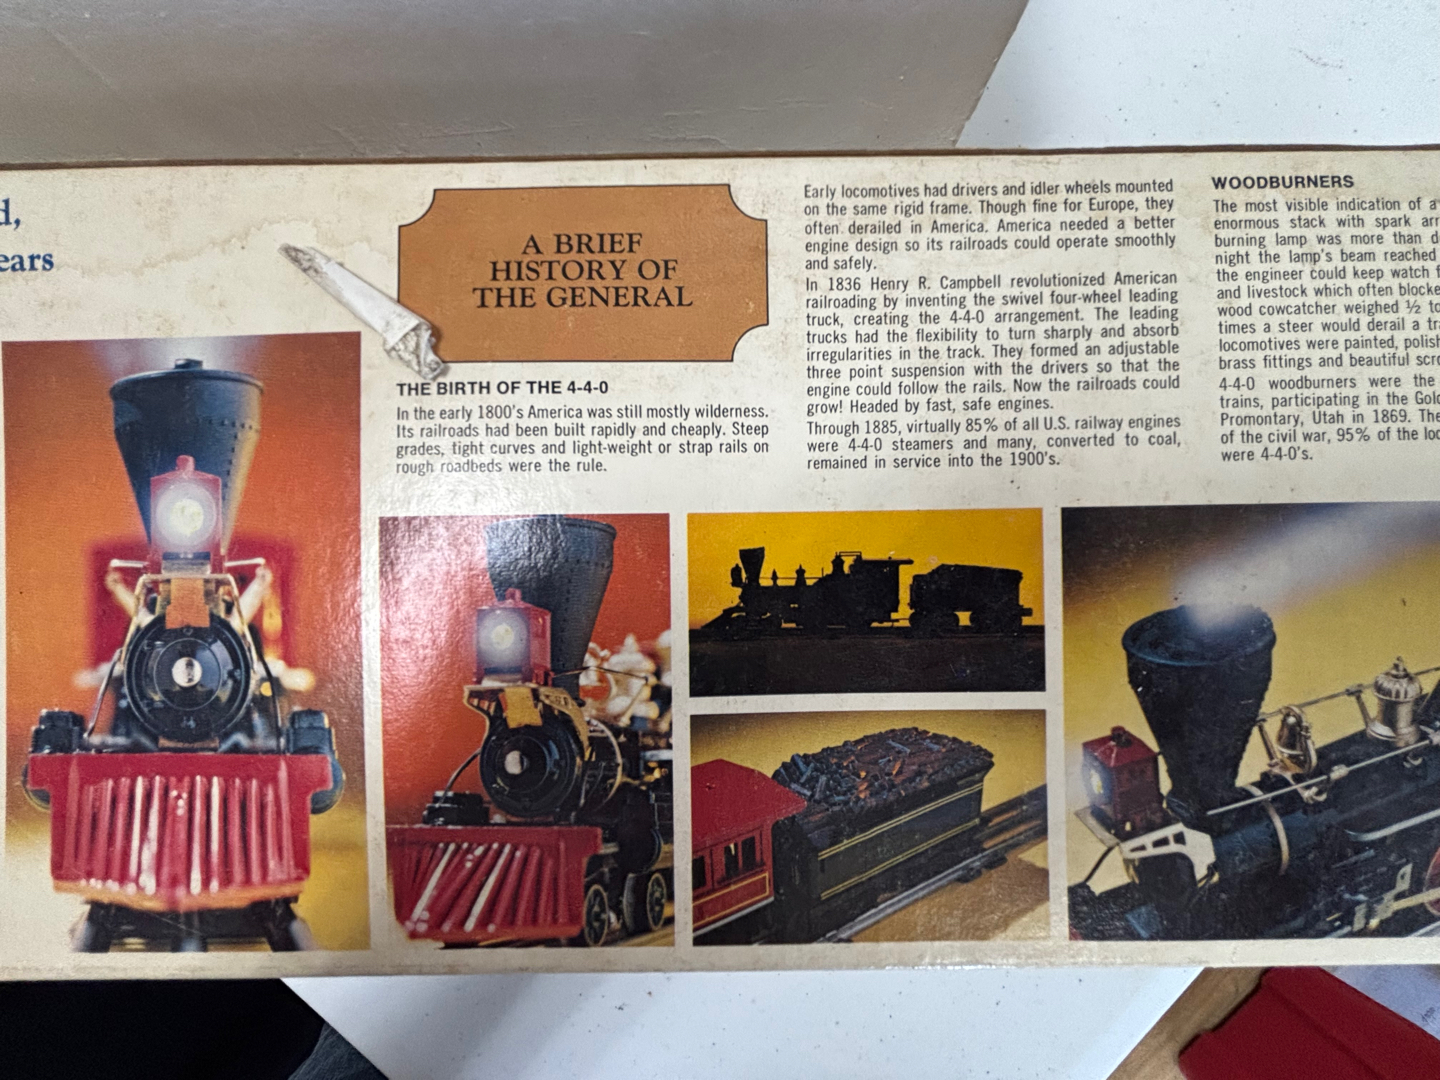 d,
ears
A BRIEF
HISTORY OF
THE GENERAL
THE BIRTH OF THE 4-4-0
In the early 1800's America was still mostly wilderness.
Its railroads had been built rapidly and cheaply. Steep
grades, tight curves and light-weight or strap rails on
rough roadbeds were the rule.
Early locomotives had drivers and idler wheels mounted
on the same rigid frame. Though fine for Europe, they
often derailed in America. America needed a better
engine design so its railroads could operate smoothly
and safely.
In 1836 Henry R. Campbell revolutionized American
railroading by inventing the swivel four-wheel leading
truck, creating the 4-4-0 arrangement. The leading
trucks had the flexibility to turn sharply and absorb
irregularities in the track. They formed an adjustable
three point suspension with the drivers so that the
engine could follow the rails. Now the railroads could
grow! Headed by fast, safe engines.
Through 1885, virtually 85% of all U.S. railway engines
were 4-4-0 steamers and many, converted to coal,
remained in service into the 1900's.
WOODBURNERS
The most visible indication of a
enormous stack with spark arr
burning lamp was more than d
night the lamp's beam reached
the engineer could keep watch f
and livestock which often blocke
wood cowcatcher weighed ½ to
times a steer would derail a tr
locomotives were painted, polish
brass fittings and beautiful scr
4-4-0 woodburners were the
trains, participating in the Gol
Promontary, Utah in 1869. The
of the civil war, 95% of the loc
were 4-4-0's.